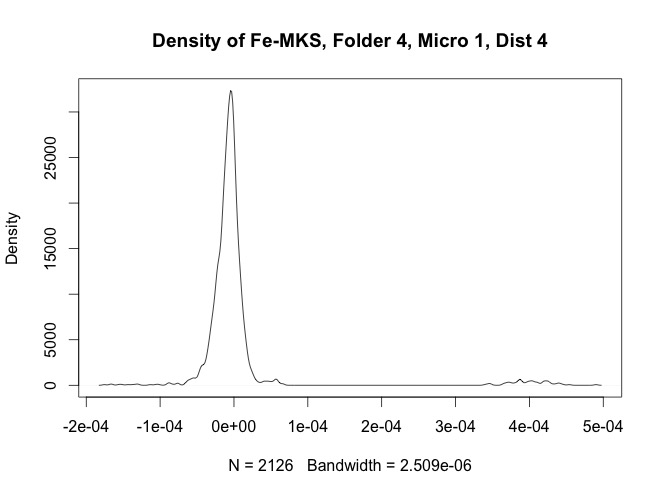 Density of Fe-MKS, Folder 4, Micro 1, Dist 4
Density
25000
15000
5000
0
-2e-04 -1e-04 0e+00 1e-04 2e-04 3e-04 4e-04 5e-04
N = 2126 Bandwidth = 2.509e-06